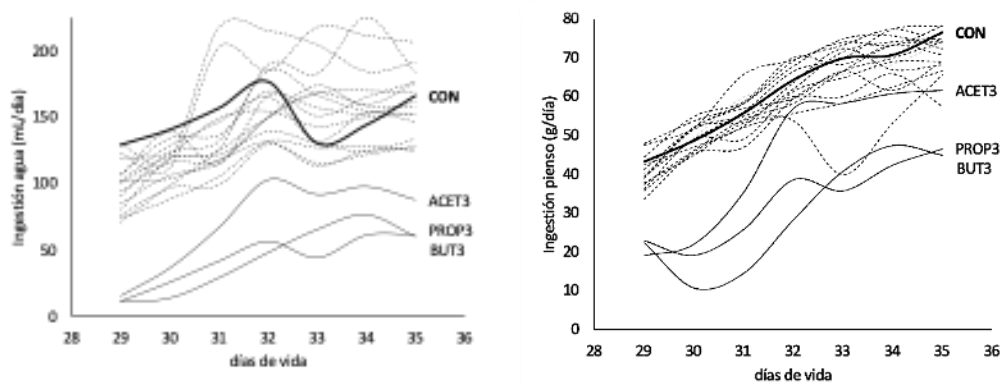 Ingestión agua (mL/día)
200
150
100
50
0
28 29 30 31 32 33 34 35 36
días de vida
CON
ACET3
PROP3
BUT3
Ingestión pienso (g/día)
80
70
60
50
40
30
20
10
0
28 29 30 31 32 33 34 35 36
días de vida
CON
ACET3
PROP3
BUT3